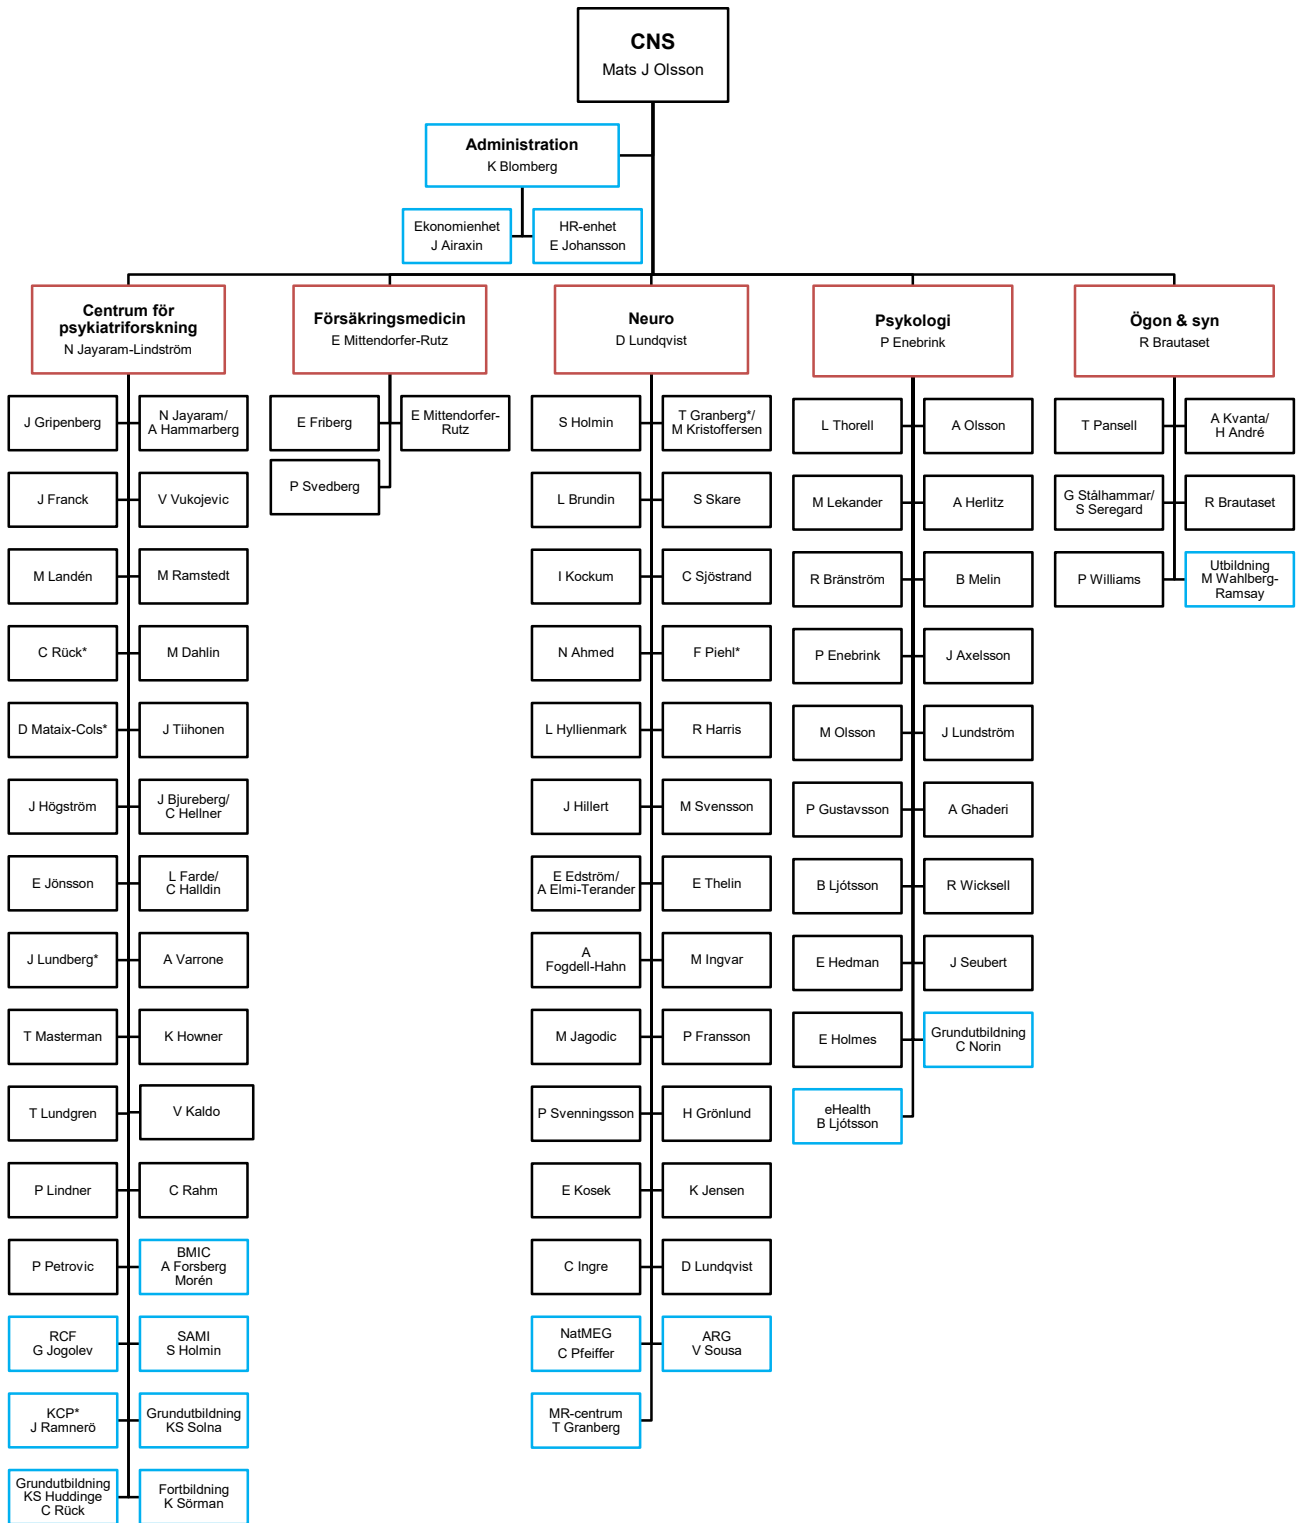 CNS
Mats J Olsson
Administration
K Blomberg
Ekonomienhet
J Airaxin
HR-enhet
E Johansson
Centrum för
psykiatriforskning
N Jayaram-Lindström
Försäkringsmedicin
E Mittendorfer-Rutz
Neuro
D Lundqvist
Psykologi
P Enebrink
Ögon & syn
R Brautaset
J Gripenberg
N Jayaram/
A Hammarberg
J Franck
V Vukojevic
M Landén
M Ramstedt
C Rück*
M Dahlin
D Mataix-Cols*
J Tiihonen
J Högström
J Bjureberg/
C Hellner
E Jönsson
L Farde/
C Halldin
J Lundberg*
A Varrone
T Masterman
K Howner
T Lundgren
V Kaldo
P Lindner
C Rahm
P Petrovic
BMIC
A Forsberg
Morén
RCF
G Jogolev
SAMI
S Holmin
KCP*
J Ramnerö
Grundutbildning
KS Solna
Grundutbildning
KS Huddinge
C Rück
Fortbildning
K Sörman
E Friberg
E Mittendorfer-
Rutz
P Svedberg
S Holmin
T Granberg*/
M Kristoffersen
L Brundin
S Skare
I Kockum
C Sjöstrand
N Ahmed
F Piehl*
L Hyllienmark
R Harris
J Hillert
M Svensson
E Edström/
A Elmi-Terander
E Thelin
A
Fogdell-Hahn
M Ingvar
M Jagodic
P Fransson
P Svenningsson
H Grönlund
E Kosek
K Jensen
C Ingre
D Lundqvist
NatMEG
C Pfeiffer
ARG
V Sousa
MR-centrum
T Granberg
L Thorell
A Olsson
M Lekander
A Herlitz
R Bränström
B Melin
P Enebrink
J Axelsson
M Olsson
J Lundström
P Gustavsson
A Ghaderi
B Ljótsson
R Wicksell
E Hedman
J Seubert
E Holmes
Grundutbildning
C Norin
eHealth
B Ljótsson
T Pansell
A Kvanta/
H André
G Stålhammar/
S Seregard
R Brautaset
P Williams
Utbildning
M Wahlberg-
Ramsay